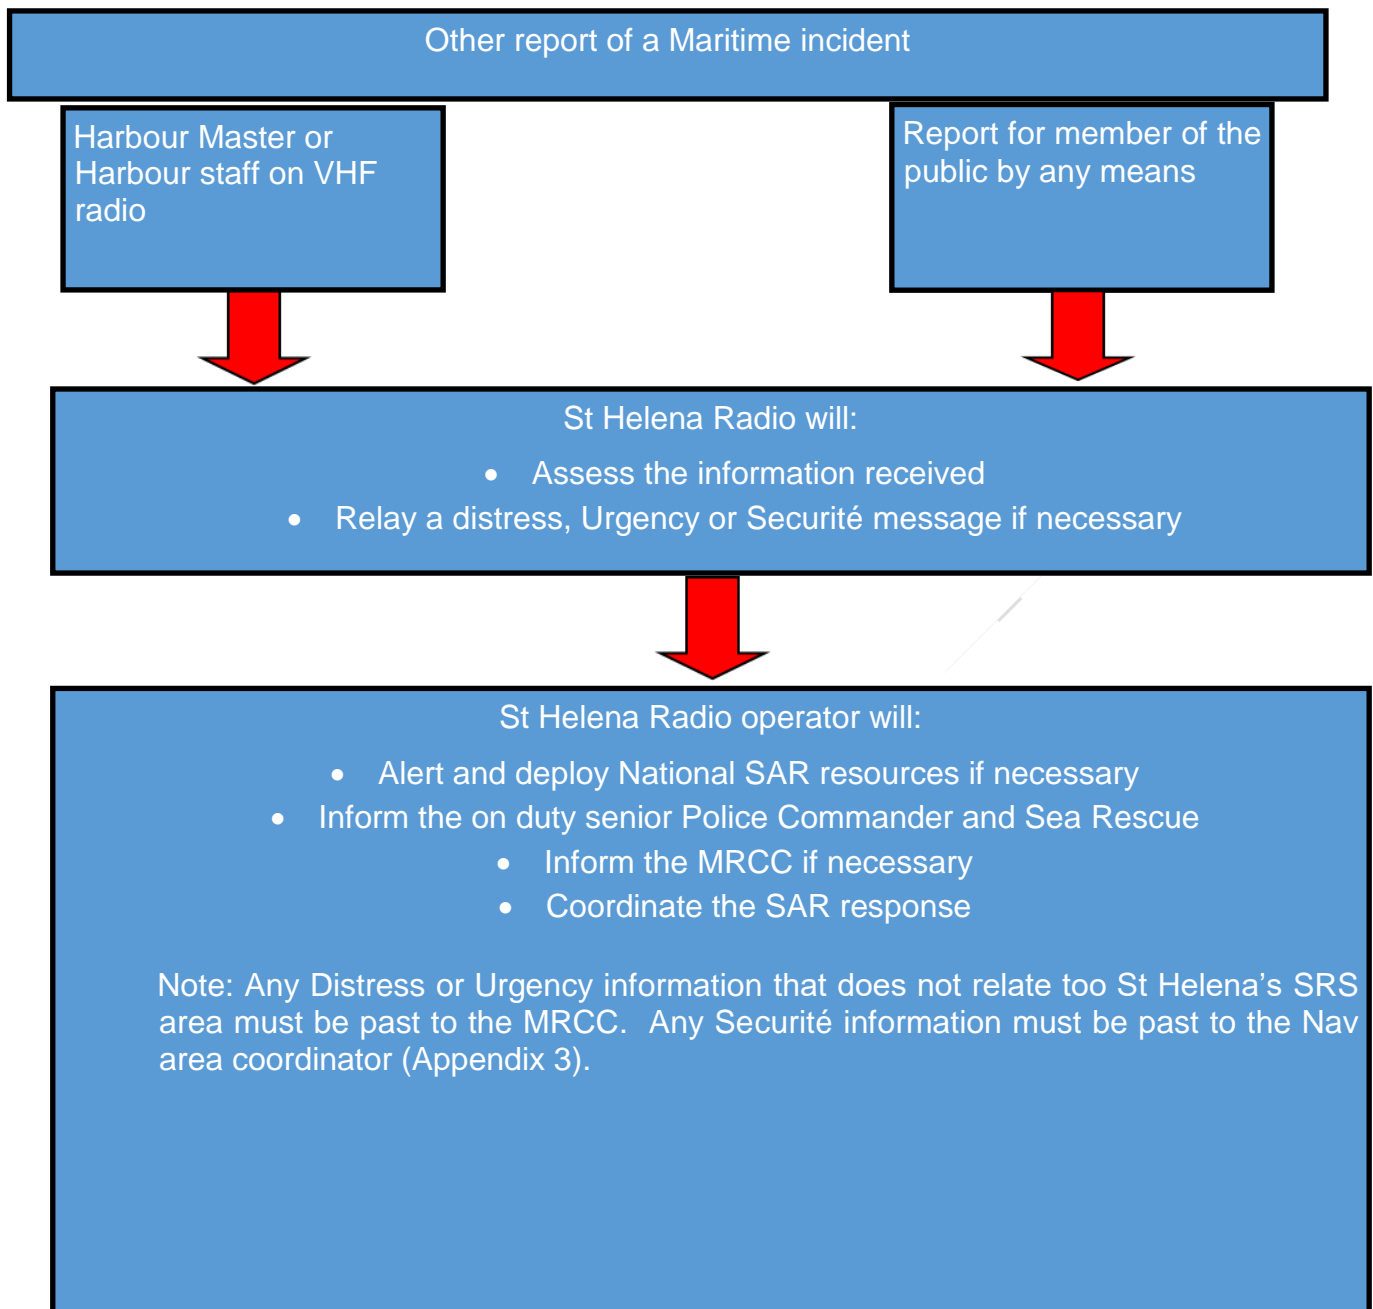 Other report of a Maritime incident
Harbour Master or
Harbour staff on VHF
radio
Report for member of the
public by any means
St Helena Radio will:
• Assess the information received
• Relay a distress, Urgency or Securité message if necessary
St Helena Radio operator will:
• Alert and deploy National SAR resources if necessary
• Inform the on duty senior Police Commander and Sea Rescue
• Inform the MRCC if necessary
• Coordinate the SAR response
Note: Any Distress or Urgency information that does not relate too St Helena’s SRS
area must be past to the MRCC. Any Securité information must be past to the Nav
area coordinator (Appendix 3).